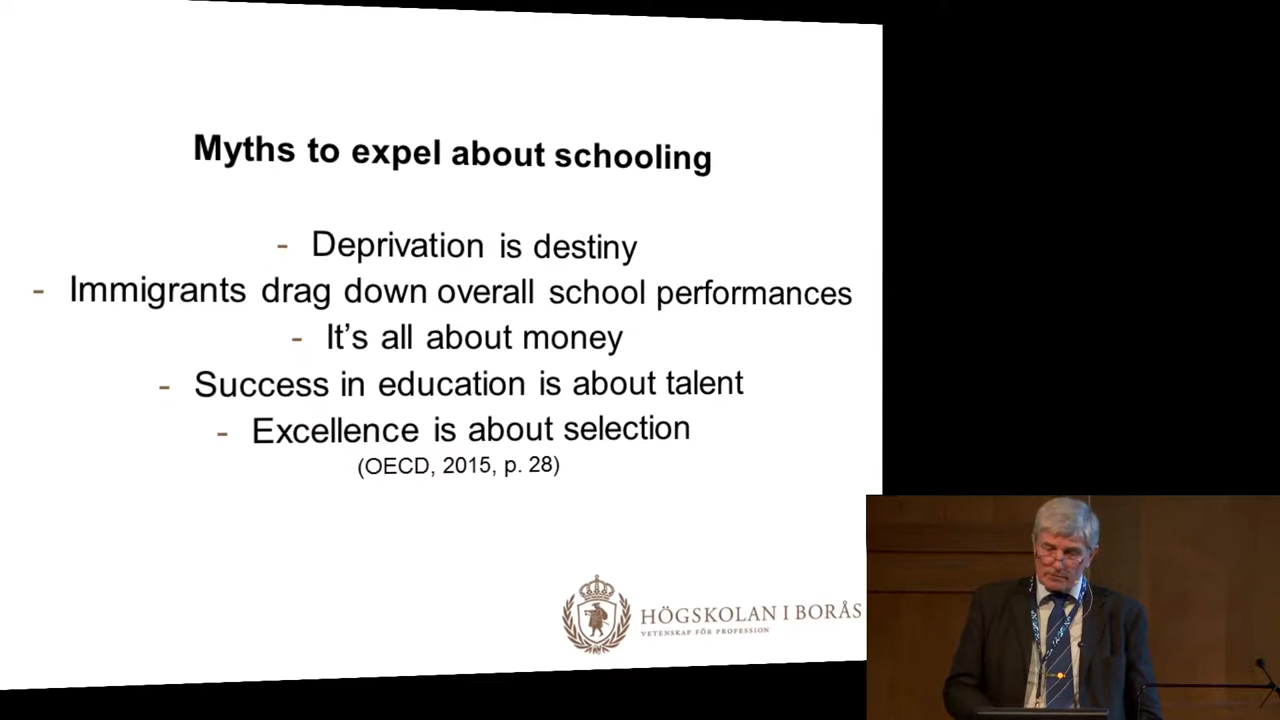 Myths to expel about schooling
- Deprivation is destiny
- Immigrants drag down overall school performances
- It’s all about money
- Success in education is about talent
- Excellence is about selection
(OECD, 2015, p. 28)
HÖGSKOLAN I BORÅS
VETENSKAP FÖR PROFESSION